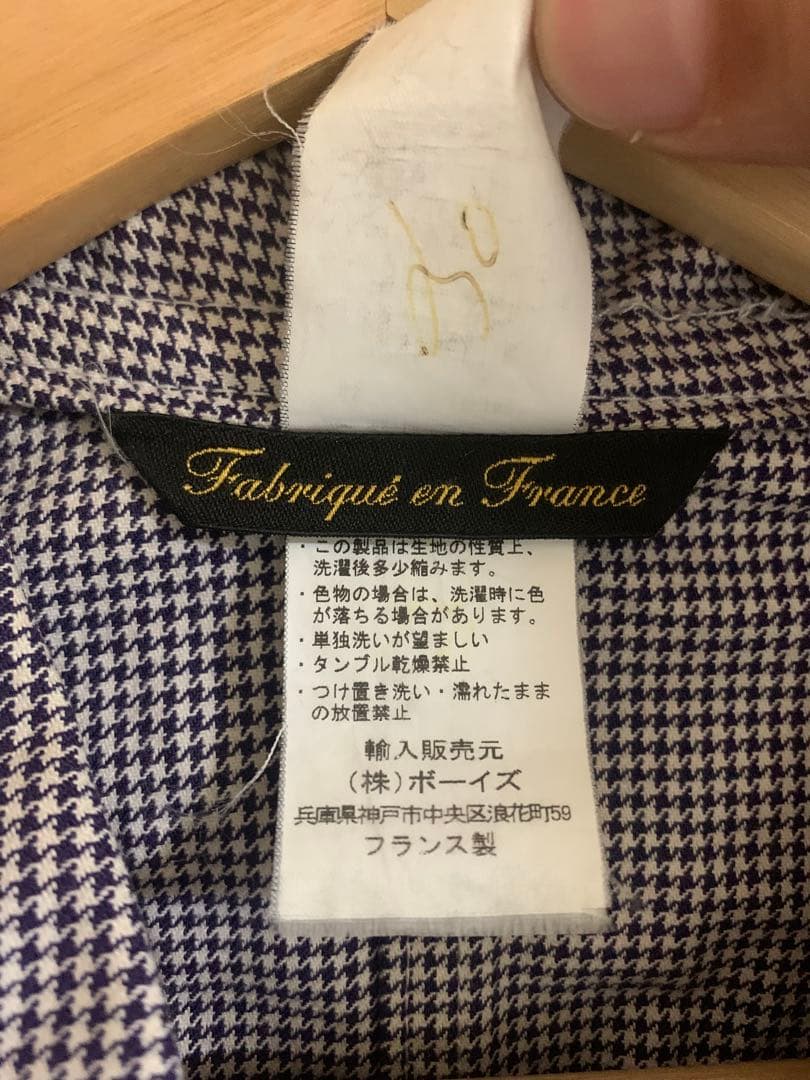 Fabriqué en France
・この製品は生地の性質上、
洗濯後多少縮みます。
・色物の場合は、洗濯時に色
が落ちる場合があります。
・単独洗いが望ましい
・タンブル乾燥禁止
・つけ置き洗い・濡れたまま
の放置禁止
輸入販売元
(株)ボーイズ
兵庫県神戸市中央区浪花町59
フランス製